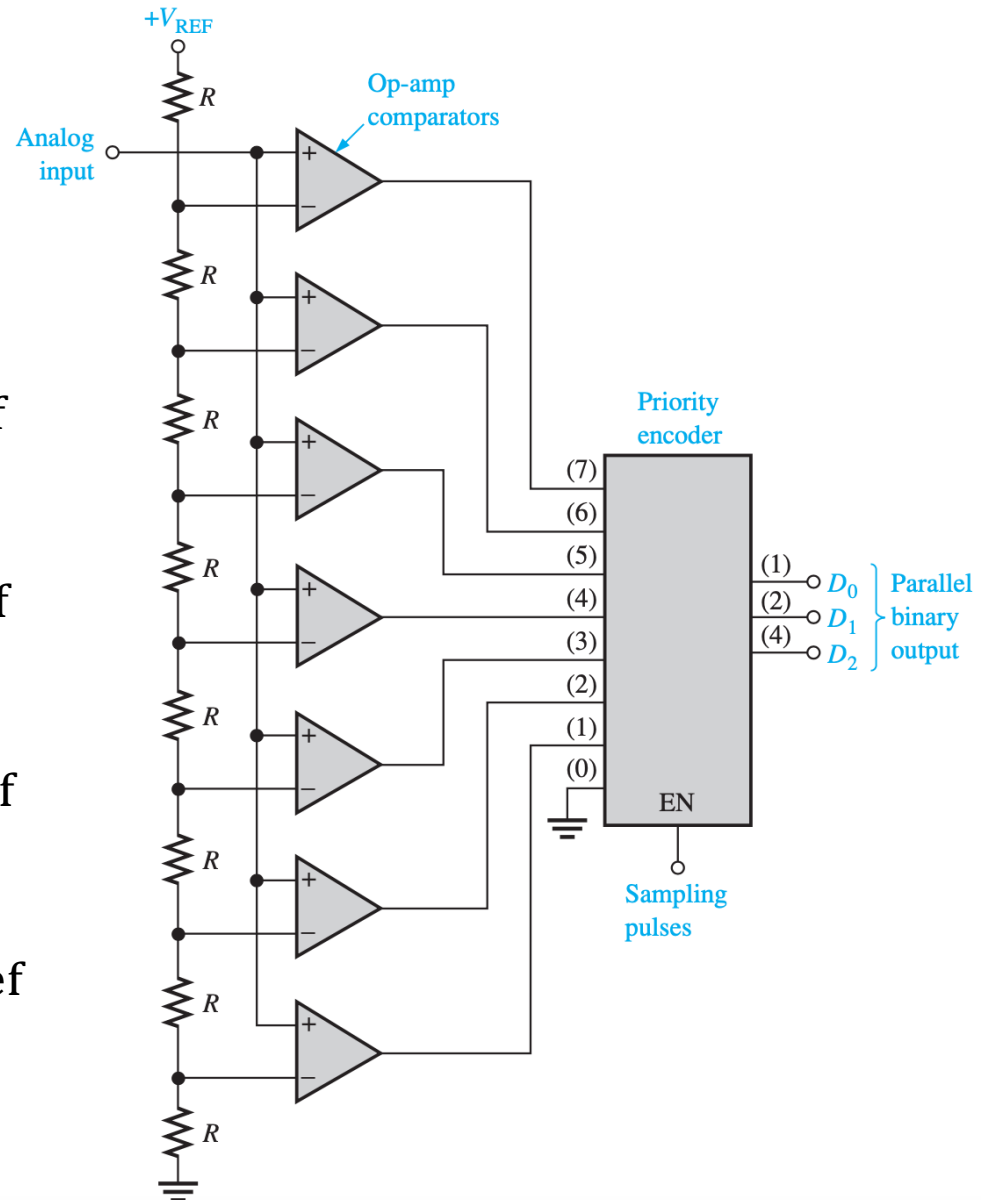 +VREF
R
Op-amp
comparators
Analog
input
+
−
R
+
−
f
R
Priority
encoder
+
−
(7)
(6)
(5)
R
(1)
D0
Parallel
f
+
(4)
(2)
D1
binary
−
(3)
(4)
D2
output
(2)
R
+
(1)
(0)
f
−
EN
R
+
Sampling
pulses
−
ef
R
+
−
R